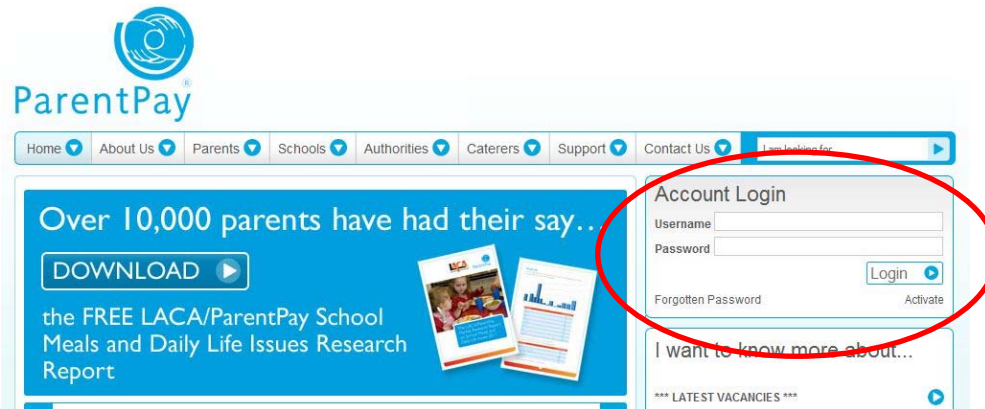 ParentPay®
Home About Us Parents Schools Authorities Caterers Support Contact Us I am looking for
Over 10,000 parents have had their say...
DOWNLOAD
the FREE LACA/ParentPay School
Meals and Daily Life Issues Research
Report
LACA
Account Login
Username
Password
Login
Forgotten Password Activate
I want to know more about...
*** LATEST VACANCIES ***